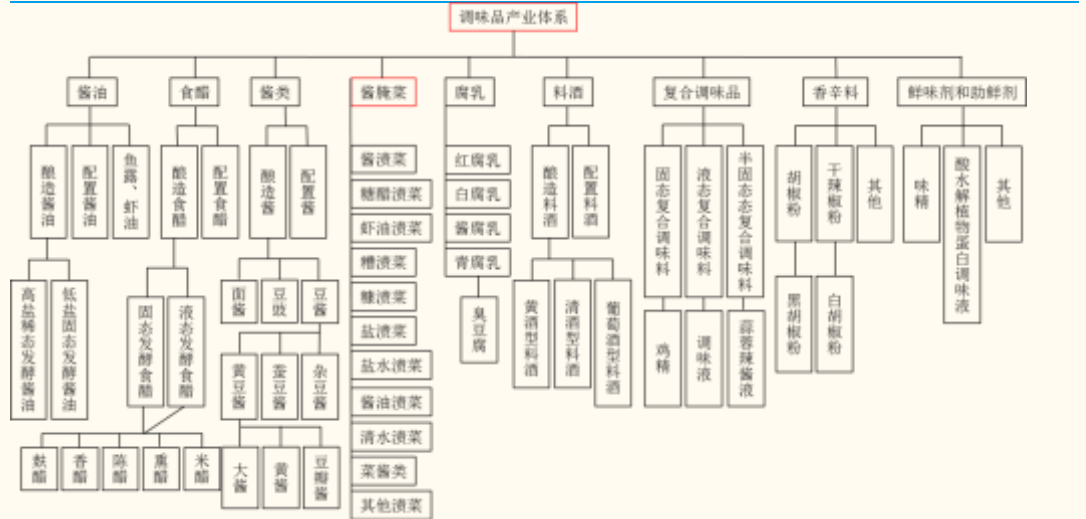 调味品产业体系
酱油
食醋
酱类
酱腌菜
腐乳
料酒
复合调味品
香辛料
鲜味剂和助鲜剂
酿造酱油
配置酱油
鱼露、虾油
酿造食醋
配置食醋
酿造酱
配置酱
酱渍菜
糖醋渍菜
虾油渍菜
糟渍菜
糠渍菜
盐渍菜
盐水渍菜
酱油渍菜
清水渍菜
菜酱类
其他渍菜
红腐乳
白腐乳
酱腐乳
青腐乳
臭豆腐
酿造料酒
配置料酒
固态复合调味料
液态复合调味料
半固态态复合调味料
胡椒粉
干辣椒粉
其他
味精
酸水解植物蛋白调味液
其他
高盐稀态发酵酱油
低盐固态发酵酱油
固态发酵食醋
液态发酵食醋
面酱
豆豉
豆酱
黄豆酱
蚕豆酱
杂豆酱
黄酒型料酒
清酒型料酒
葡萄酒型料酒
鸡精
调味液
蒜蓉辣酱液
黑胡椒粉
白胡椒粉
麸醋
香醋
陈醋
熏醋
米醋
大酱
黄酱
豆瓣酱